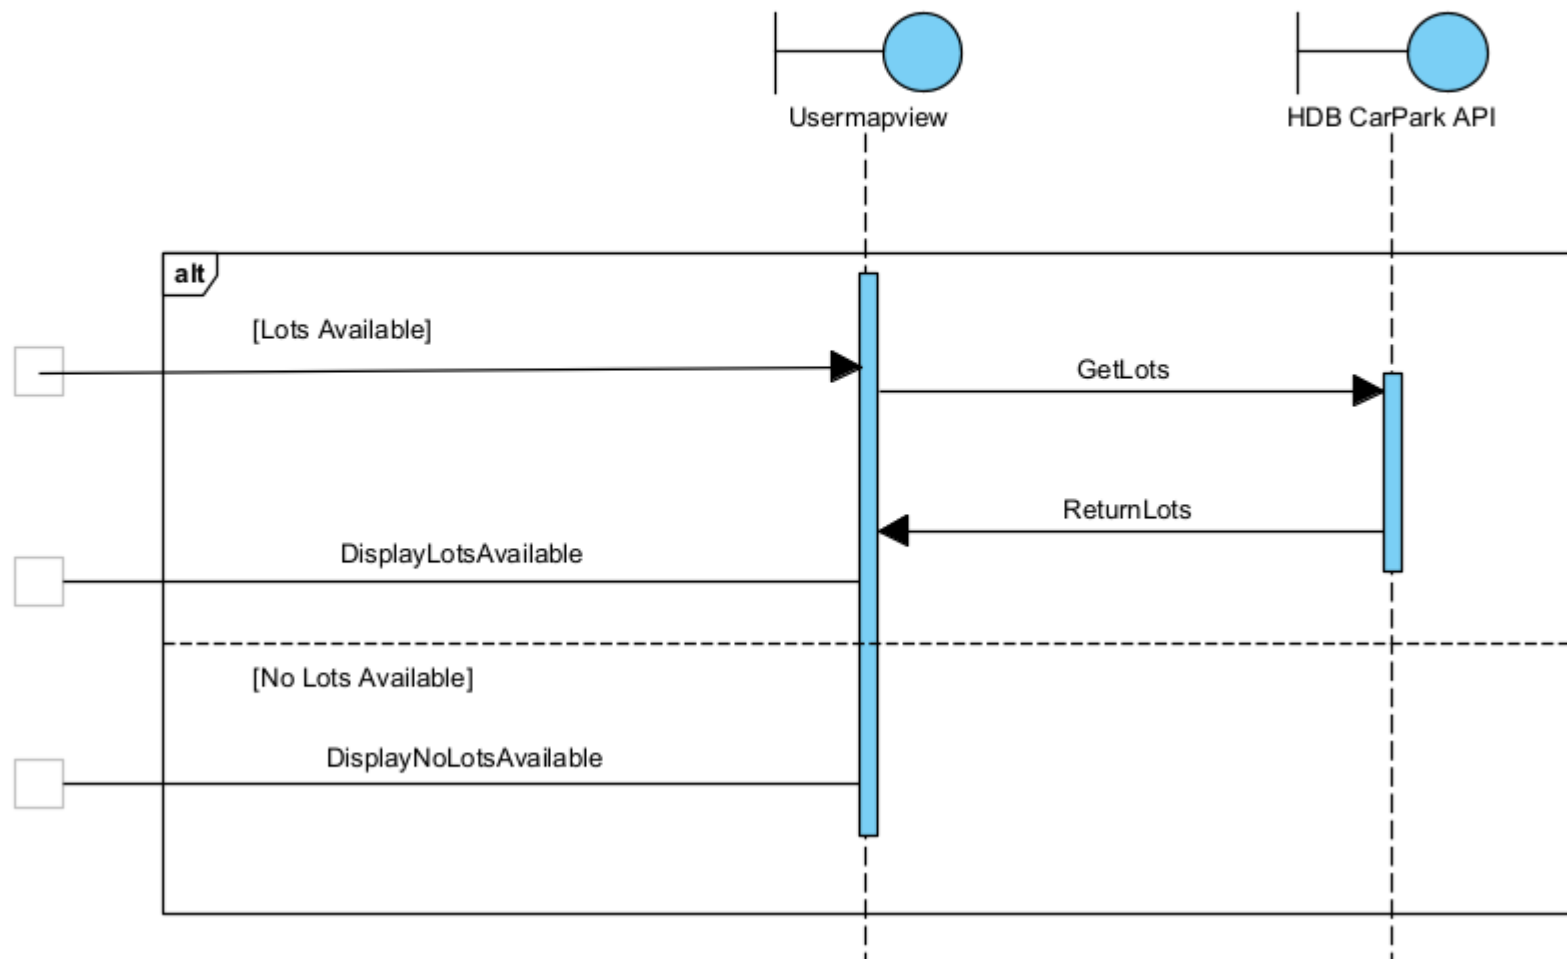 Usermapview
HDB CarPark API
alt
[Lots Available]
GetLots
ReturnLots
DisplayLotsAvailable
[No Lots Available]
DisplayNoLotsAvailable